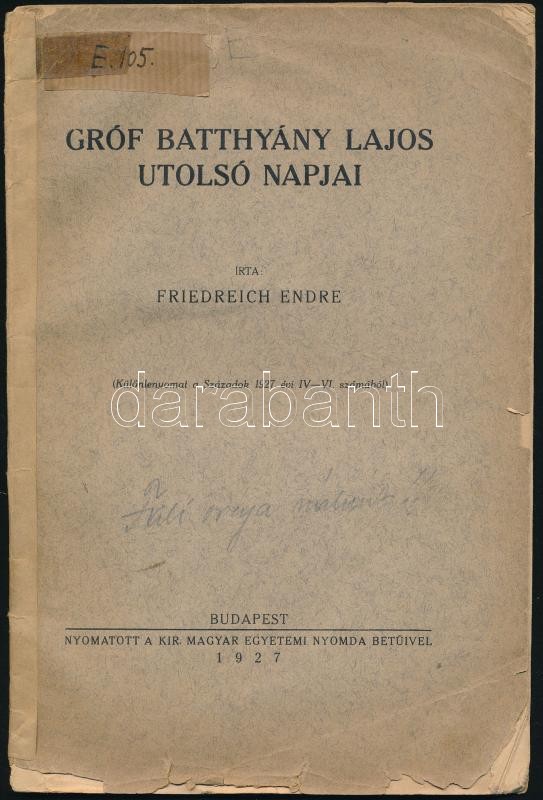 E.105.
GRÓF BATTHYÁNY LAJOS
UTOLSÓ NAPJAI
IRTA:
FRIEDREICH ENDRE
(Különlenyomat a Századok 1927 évi IV—VI. számából)
darabanth
BUDAPEST
NYOMATOTT A KIR. MAGYAR EGYETEMI NYOMDA BETŰIVEL
1927